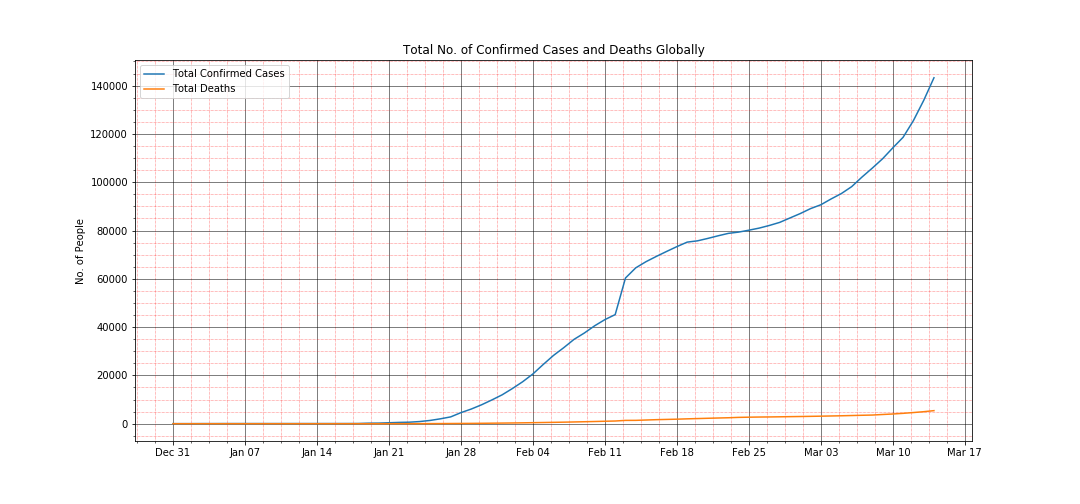 Total No. of Confirmed Cases and Deaths Globally
Total Confirmed Cases
Total Deaths
140000
120000
100000
80000
60000
40000
20000
0
No. of People
Dec 31 Jan 07 Jan 14 Jan 21 Jan 28 Feb 04 Feb 11 Feb 18 Feb 25 Mar 03 Mar 10 Mar 17